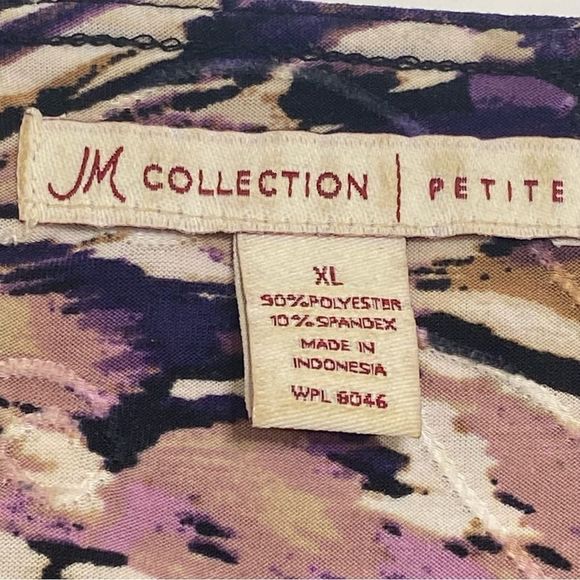 JM COLLECTION | PETITE
XL
90% POLYESTER
10% SPANDEX
MADE IN
INDONESIA
WPL 8046